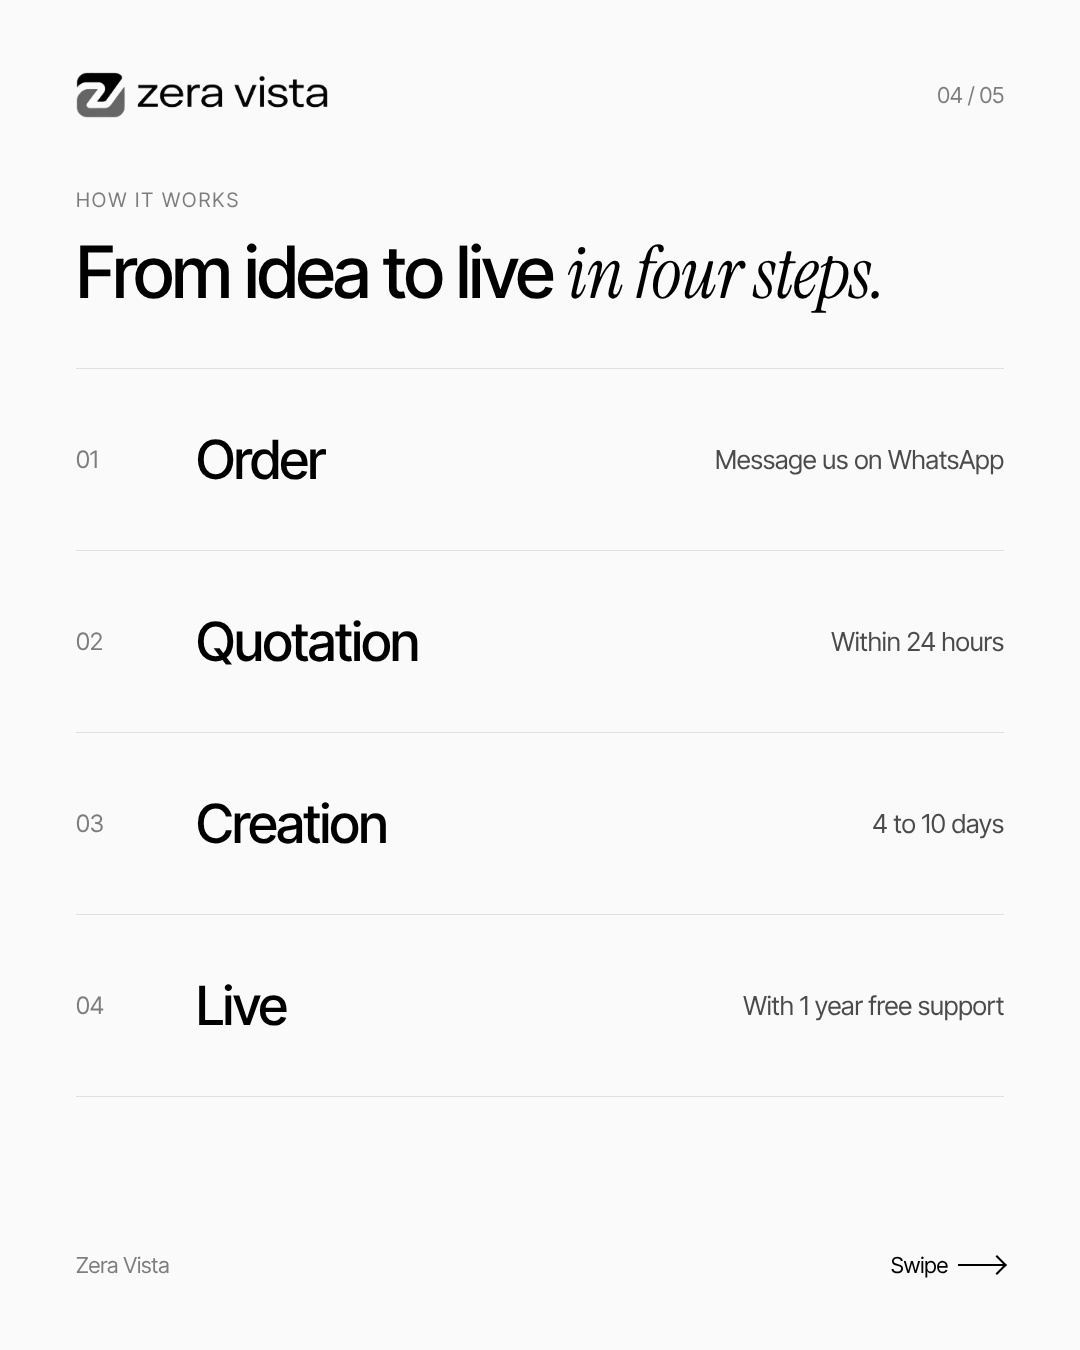 zera vista
04 / 05
HOW IT WORKS
From idea to live in four steps.
01 Order Message us on WhatsApp
02 Quotation Within 24 hours
03 Creation 4 to 10 days
04 Live With 1 year free support
Zera Vista
Swipe